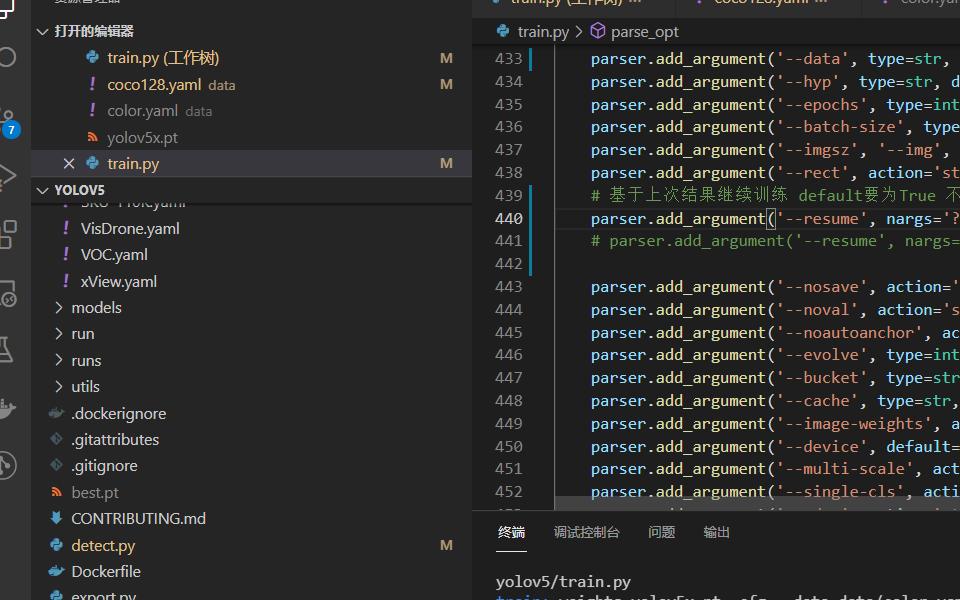 资源管理器
打开的编辑器
train.py (工作树) M
coco128.yaml data M
color.yaml data
yolov5x.pt
train.py M
YOLOV5
VisDrone.yaml
VOC.yaml
xView.yaml
models
run
runs
utils
.dockerignore
.gitattributes
.gitignore
best.pt
CONTRIBUTING.md
detect.py M
Dockerfile
export.py
7
train.py (工作树) ··· coco128.yaml ···
train.py > parse_opt
433 parser.add_argument('--data', type=str,
434 parser.add_argument('--hyp', type=str, d
435 parser.add_argument('--epochs', type=int
436 parser.add_argument('--batch-size', type
437 parser.add_argument('--imgsz', '--img',
438 parser.add_argument('--rect', action='st
439 # 基于上次结果继续训练 default要为True 不
440 parser.add_argument('--resume', nargs='?
441 # parser.add_argument('--resume', nargs=
442
443 parser.add_argument('--nosave', action='
444 parser.add_argument('--noval', action='s
445 parser.add_argument('--noautoanchor', ac
446 parser.add_argument('--evolve', type=int
447 parser.add_argument('--bucket', type=str
448 parser.add_argument('--cache', type=str,
449 parser.add_argument('--image-weights', a
450 parser.add_argument('--device', default=
451 parser.add_argument('--multi-scale', act
452 parser.add_argument('--single-cls', acti
终端 调试控制台 问题 输出
yolov5/train.py